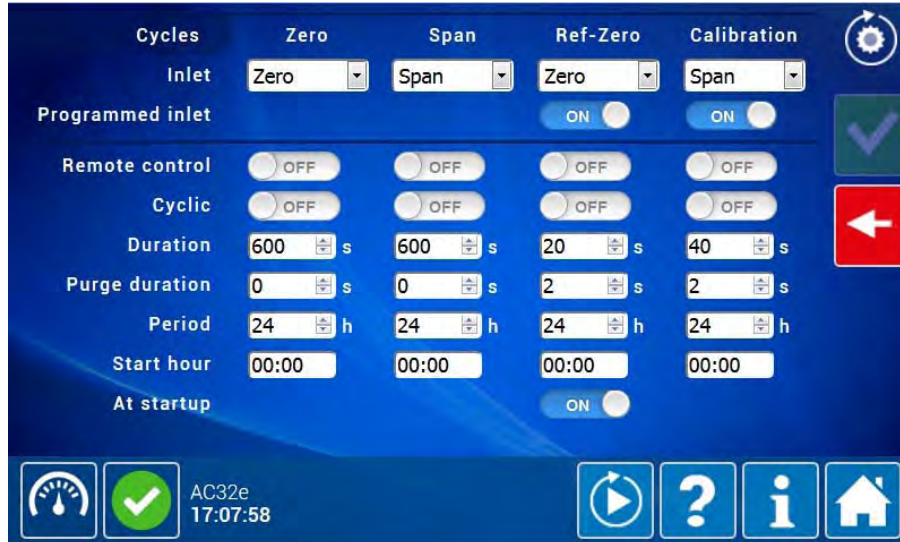 Cycles Zero Span Ref-Zero Calibration
Inlet Zero Span Zero Span
Programmed inlet ON ON
Remote control OFF OFF OFF OFF
Cyclic OFF OFF OFF OFF
Duration 600 s 600 s 20 s 40 s
Purge duration 0 s 0 s 2 s 2 s
Period 24 h 24 h 24 h 24 h
Start hour 00:00 00:00 00:00 00:00
At startup ON
AC32e
17:07:58
? i